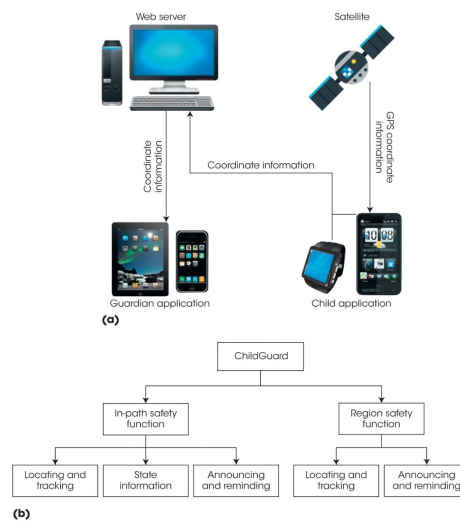 Web server
Satellite
GPS coordinate
information
Coordinate information
Coordinate
information
Guardian application
Child application
(a)
ChildGuard
In-path safety
function
Region safety
function
Locating and
tracking
State
information
Announcing
and reminding
Locating and
tracking
Announcing
and reminding
(b)